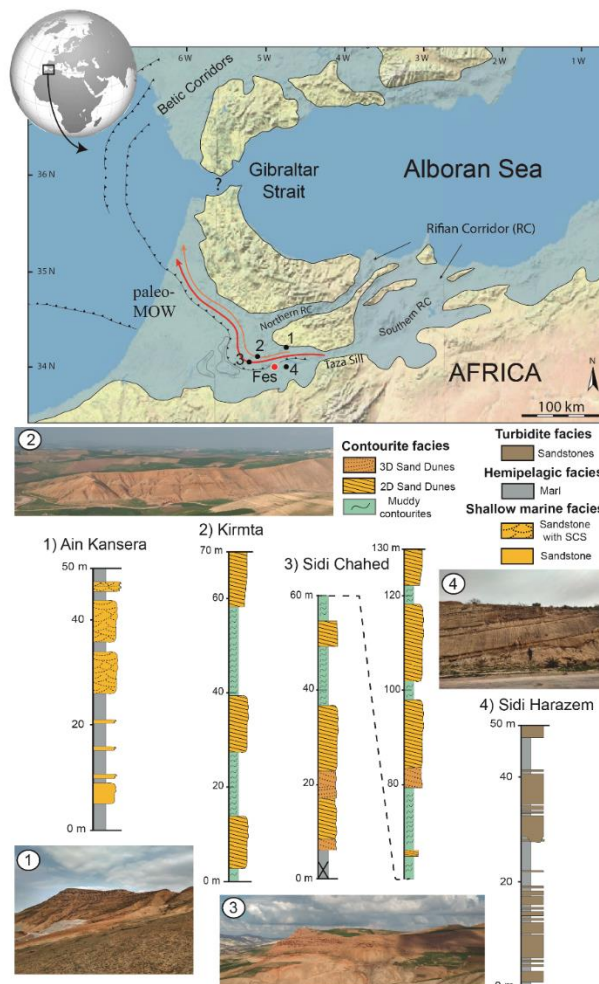 6W
5W
4W
3W
2W
1W
Betic Corridors
36N
Gibraltar
Strait
Alboran Sea
?
Rifian Corridor (RC)
35N
paleo-
MOW
Northern RC
Southern RC
1
2
3
4
Taza Sill
34N
Fes
AFRICA
N
100 km
2
Contourite facies
3D Sand Dunes
2D Sand Dunes
Muddy
contourites
Turbidite facies
Sandstones
Hemipelagic facies
Marl
Shallow marine facies
Sandstone
with SCS
Sandstone
1) Ain Kansera
50 m
40
20
0 m
2) Kirmta
70 m
60
40
20
0 m
3) Sidi Chahed
60 m
40
20
0 m
130 m
120
100
80
4
4) Sidi Harazem
50 m
40
20
1
3